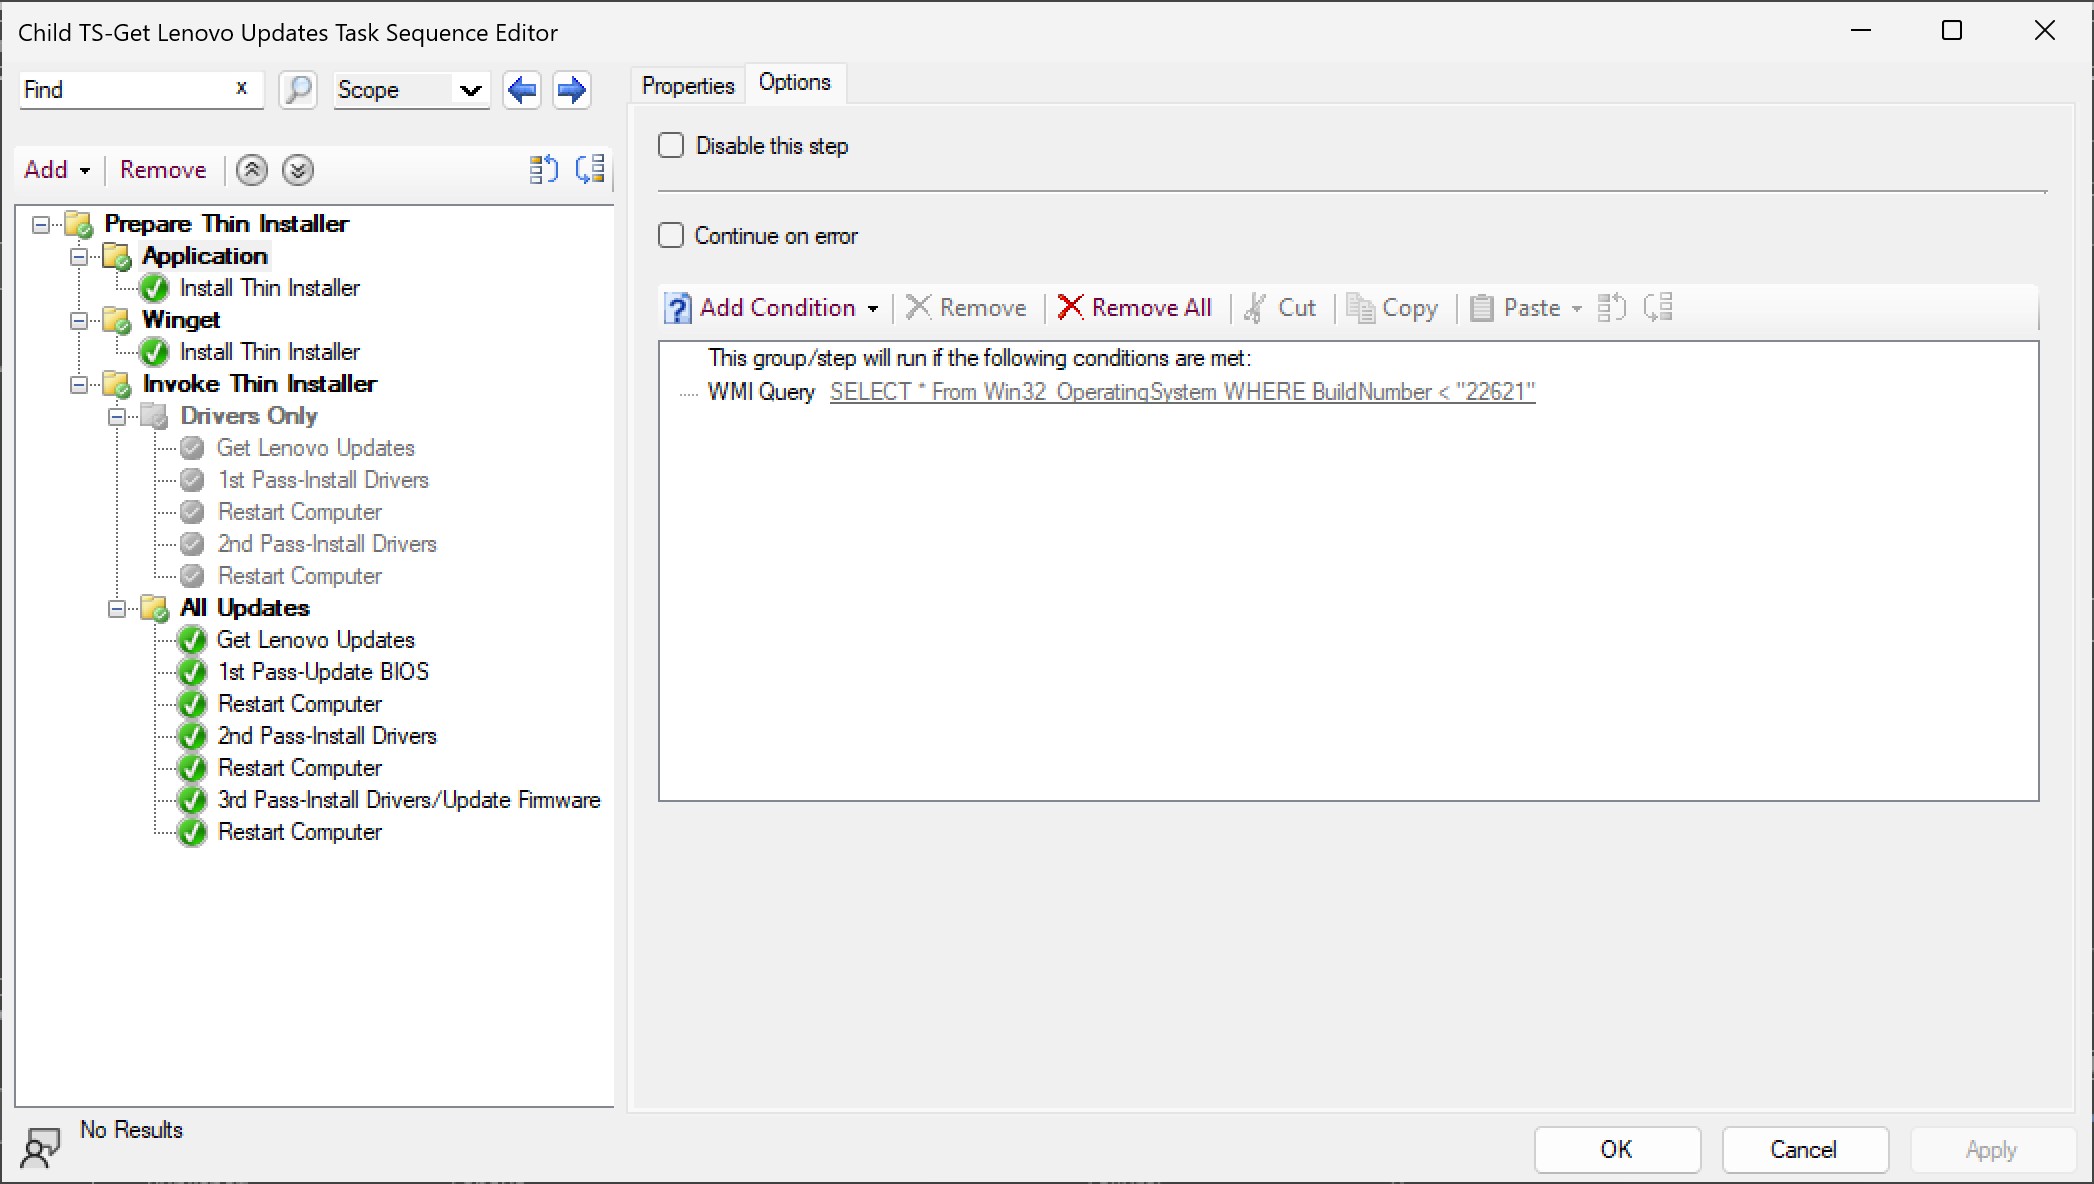 Child TS-Get Lenovo Updates Task Sequence Editor
Find x Scope
Add Remove
Prepare Thin Installer
Application
Install Thin Installer
Winget
Install Thin Installer
Invoke Thin Installer
Drivers Only
Get Lenovo Updates
1st Pass-Install Drivers
Restart Computer
2nd Pass-Install Drivers
Restart Computer
All Updates
Get Lenovo Updates
1st Pass-Update BIOS
Restart Computer
2nd Pass-Install Drivers
Restart Computer
3rd Pass-Install Drivers/Update Firmware
Restart Computer
No Results
Properties Options
Disable this step
Continue on error
Add Condition Remove Remove All Cut Copy Paste
This group/step will run if the following conditions are met:
WMI Query SELECT * From Win32_OperatingSystem WHERE BuildNumber < "22621"
OK Cancel Apply